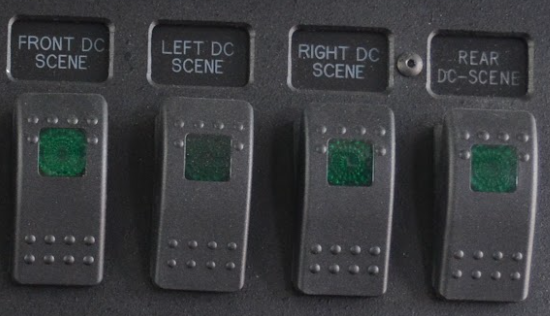 FRONT DC
SCENE
LEFT DC
SCENE
RIGHT DC
SCENE
REAR
DC-SCENE